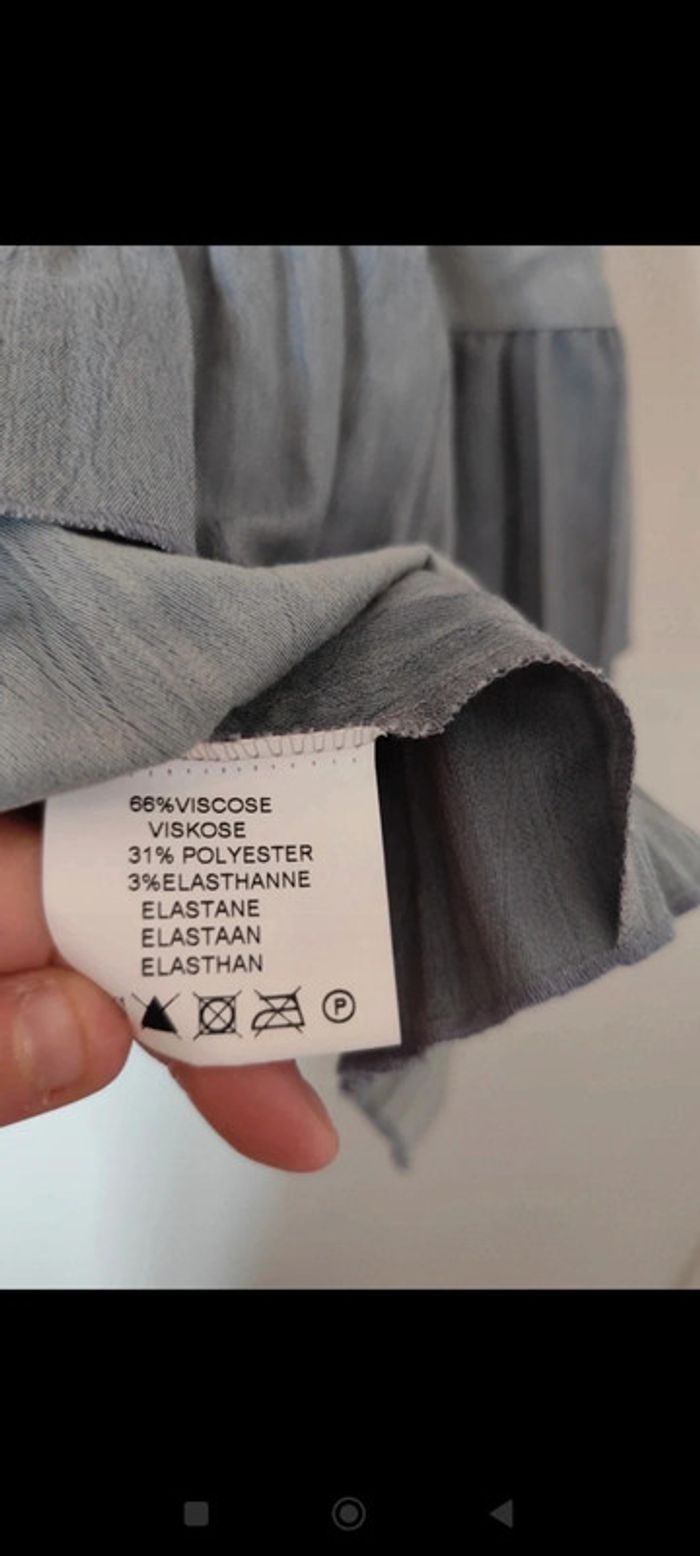 66%VISCOSE
VISKOSE
31% POLYESTER
3%ELASTHANNE
ELASTANE
ELASTAAN
ELASTHAN
P